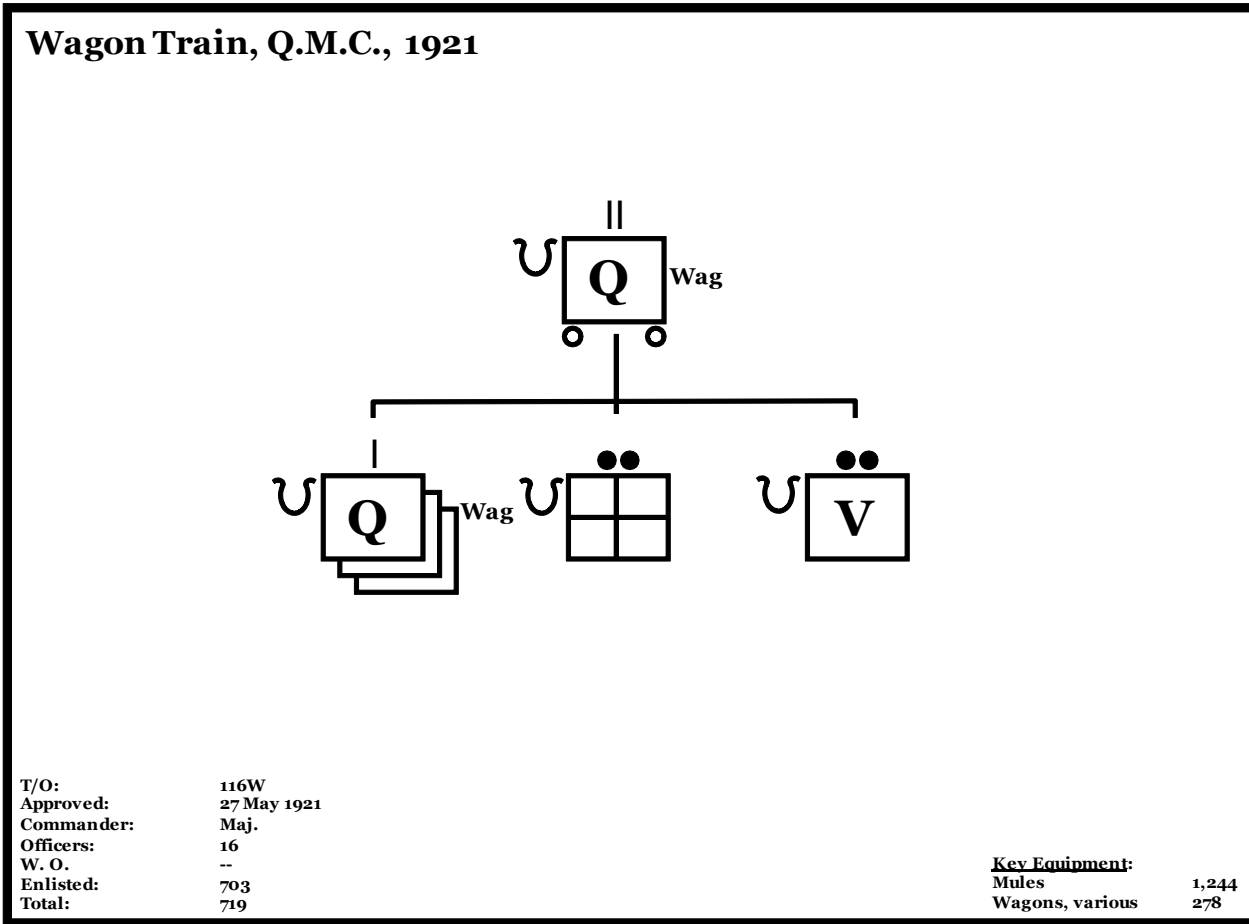 Wagon Train, Q.M.C., 1921
Q
Wag
Q
Wag
V
T/O: 116W
Approved: 27 May 1921
Commander: Maj.
Officers: 16
W. O. --
Enlisted: 703
Total: 719
Key Equipment:
Mules 1,244
Wagons, various 278